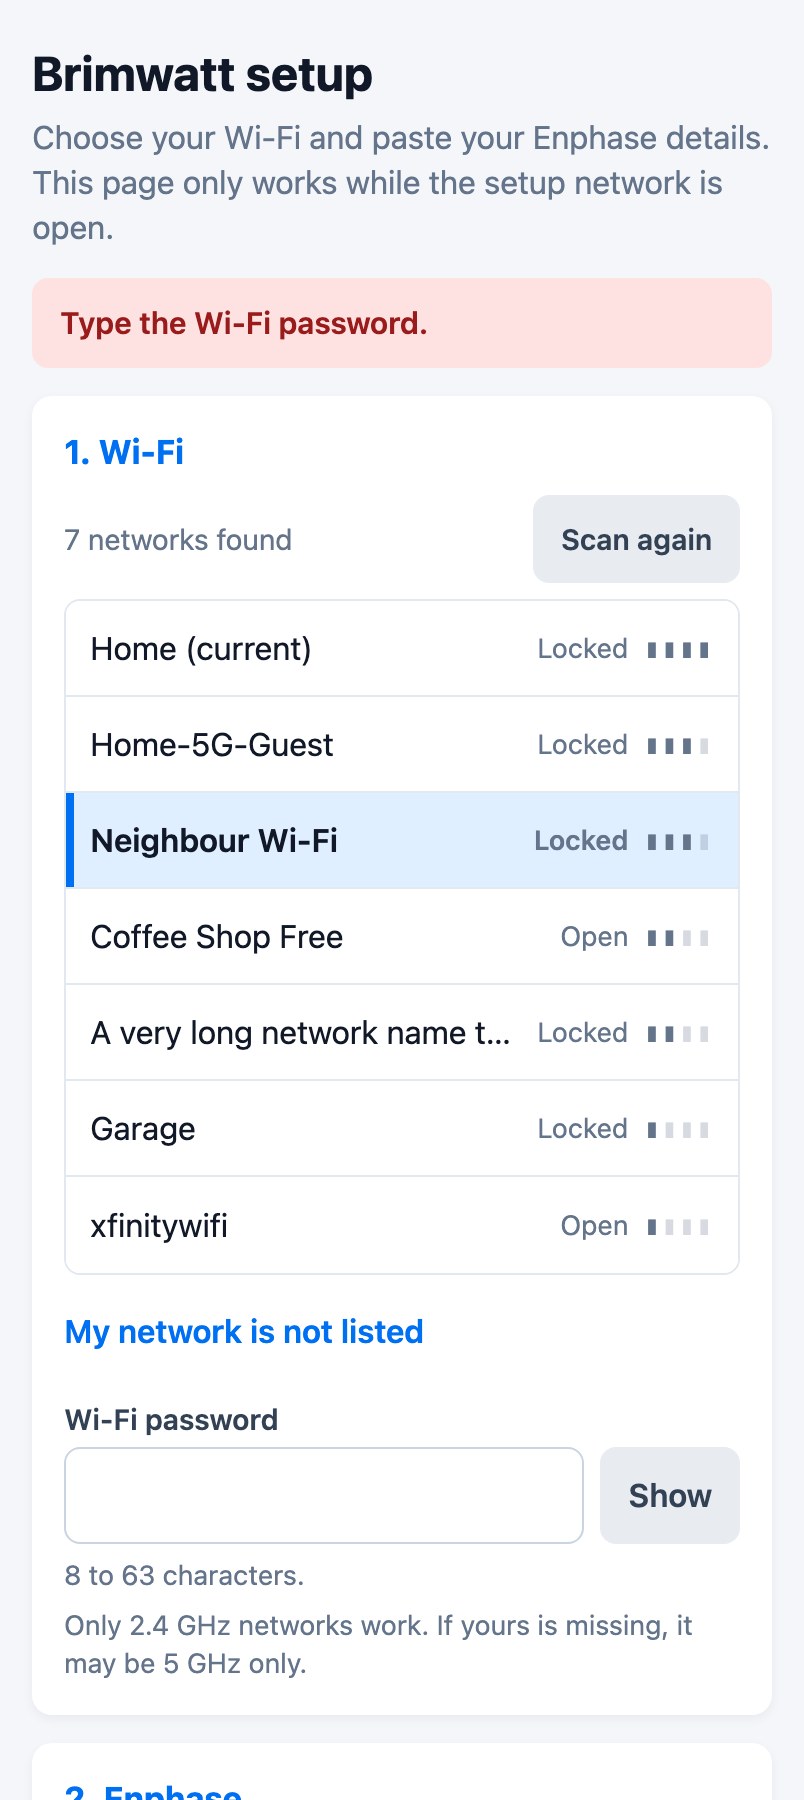 Brimwatt setup
Choose your Wi-Fi and paste your Enphase details.
This page only works while the setup network is
open.
Type the Wi-Fi password.
1. Wi-Fi
7 networks found
Scan again
Home (current) Locked
Home-5G-Guest Locked
Neighbour Wi-Fi Locked
Coffee Shop Free Open
A very long network name t... Locked
Garage Locked
xfinitywifi Open
My network is not listed
Wi-Fi password
Show
8 to 63 characters.
Only 2.4 GHz networks work. If yours is missing, it
may be 5 GHz only.
2. Enphase